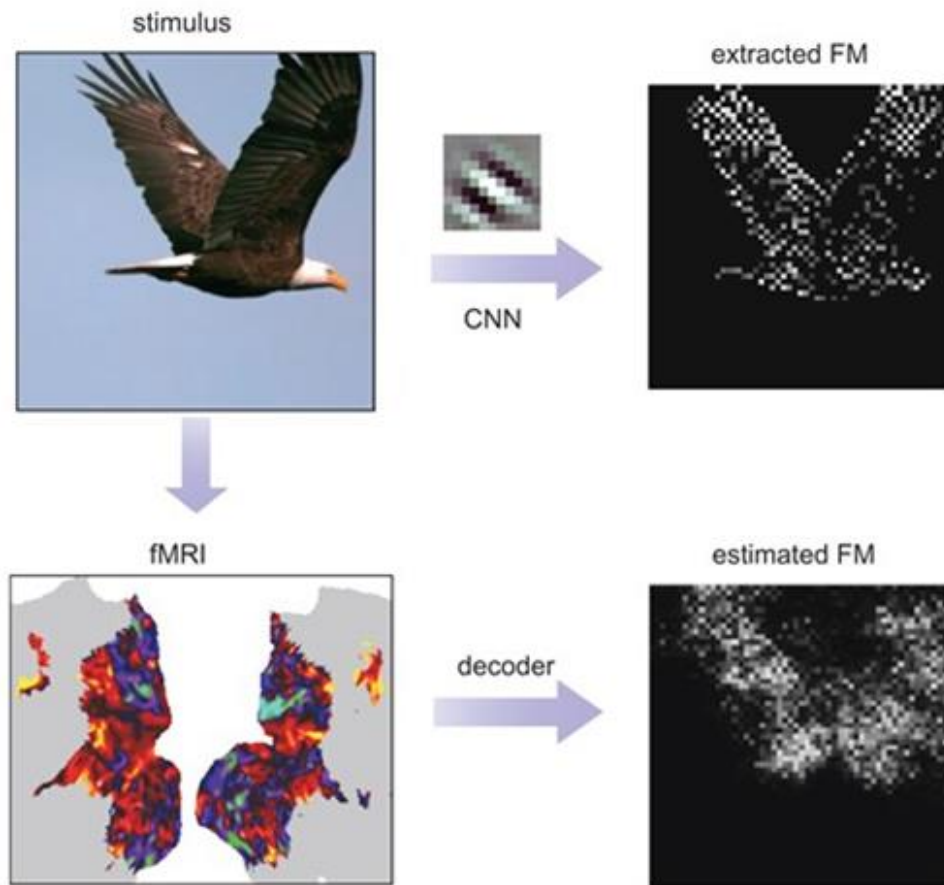 stimulus
extracted FM
CNN
fMRI
estimated FM
decoder